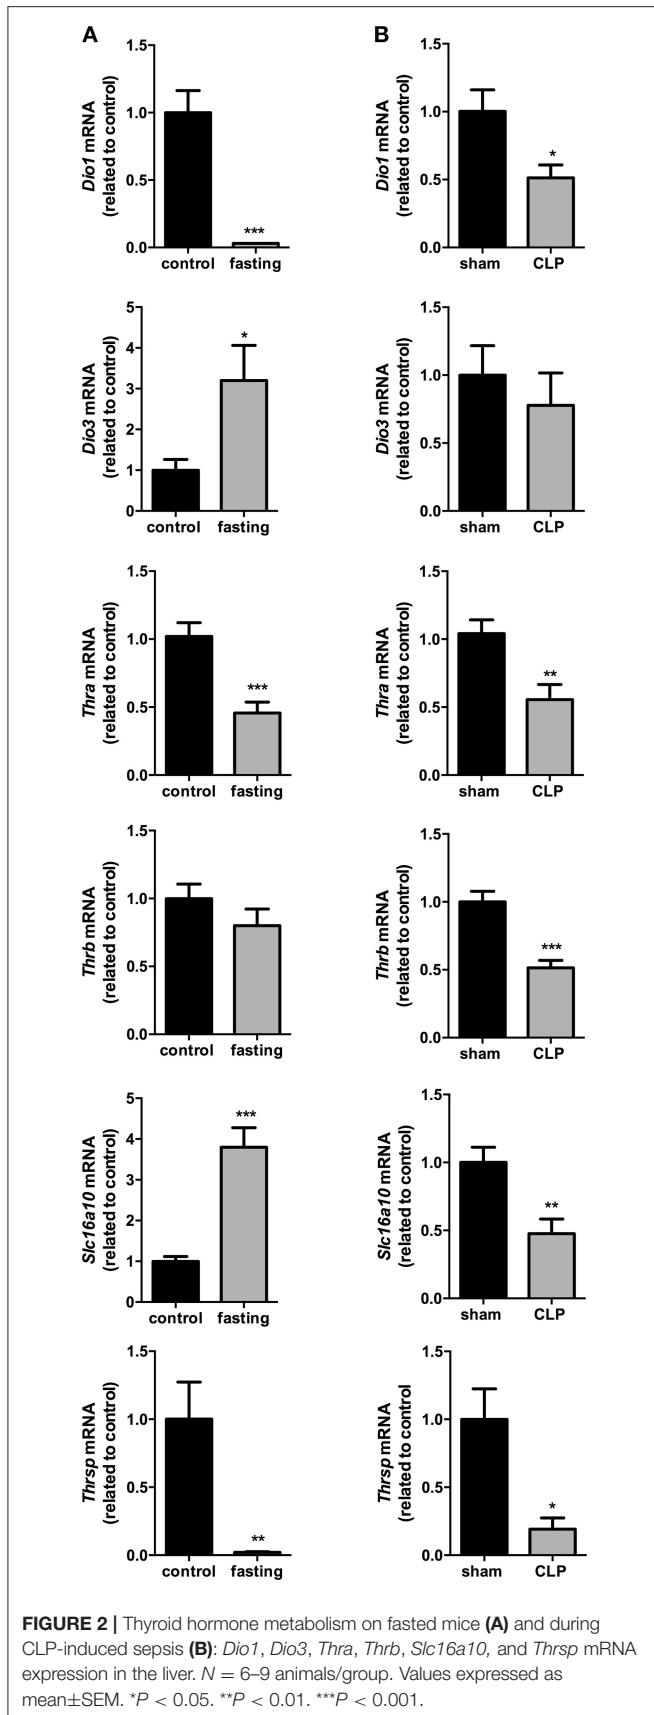 A
B
Dio1 mRNA
(related to control)
1.5
1.0
0.5
0.0
***
control fasting
Dio1 mRNA
(related to control)
1.5
1.0
0.5
0.0
*
sham CLP
Dio3 mRNA
(related to control)
5
4
3
2
1
0
*
control fasting
Dio3 mRNA
(related to control)
1.5
1.0
0.5
0.0
sham CLP
Thra mRNA
(related to control)
1.5
1.0
0.5
0.0
***
control fasting
Thra mRNA
(related to control)
1.5
1.0
0.5
0.0
**
sham CLP
Thrb mRNA
(related to control)
1.5
1.0
0.5
0.0
control fasting
Thrb mRNA
(related to control)
1.5
1.0
0.5
0.0
***
sham CLP
Slc16a10 mRNA
(related to control)
5
4
3
2
1
0
***
control fasting
Slc16a10 mRNA
(related to control)
1.5
1.0
0.5
0.0
**
sham CLP
Thrsp mRNA
(related to control)
1.5
1.0
0.5
0.0
**
control fasting
Thrsp mRNA
(related to control
1.5
1.0
0.5
0.0
*
sham CLP
FIGURE 2 | Thyroid hormone metabolism on fasted mice (A) and during
CLP-induced sepsis (B): Dio1, Dio3, Thra, Thrb, Slc16a10, and Thrsp mRNA
expression in the liver. N = 6–9 animals/group. Values expressed as
mean±SEM. *P < 0.05. **P < 0.01. ***P < 0.001.